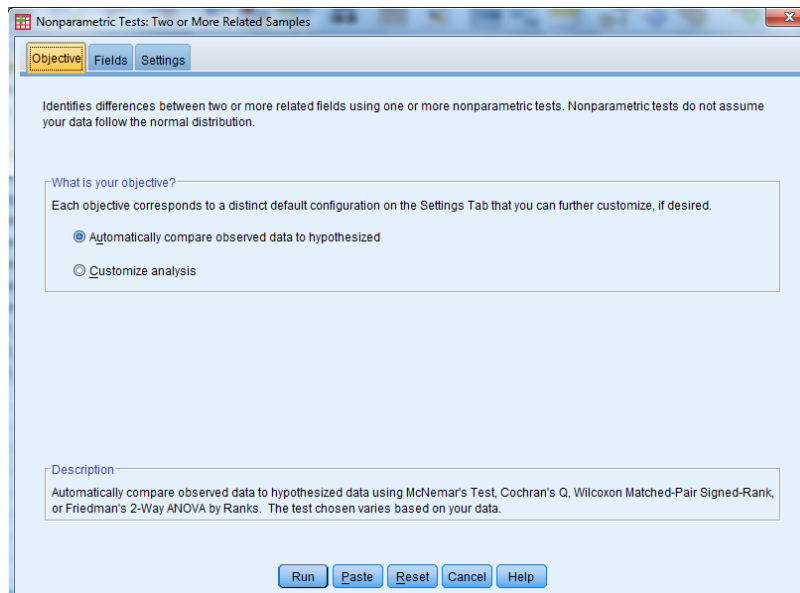 Nonparametric Tests: Two or More Related Samples
Objective Fields Settings
Identifies differences between two or more related fields using one or more nonparametric tests. Nonparametric tests do not assume
your data follow the normal distribution.
What is your objective?
Each objective corresponds to a distinct default configuration on the Settings Tab that you can further customize, if desired.
Automatically compare observed data to hypothesized
Customize analysis
Description
Automatically compare observed data to hypothesized data using McNemar's Test, Cochran's Q, Wilcoxon Matched-Pair Signed-Rank,
or Friedman's 2-Way ANOVA by Ranks. The test chosen varies based on your data.
Run Paste Reset Cancel Help